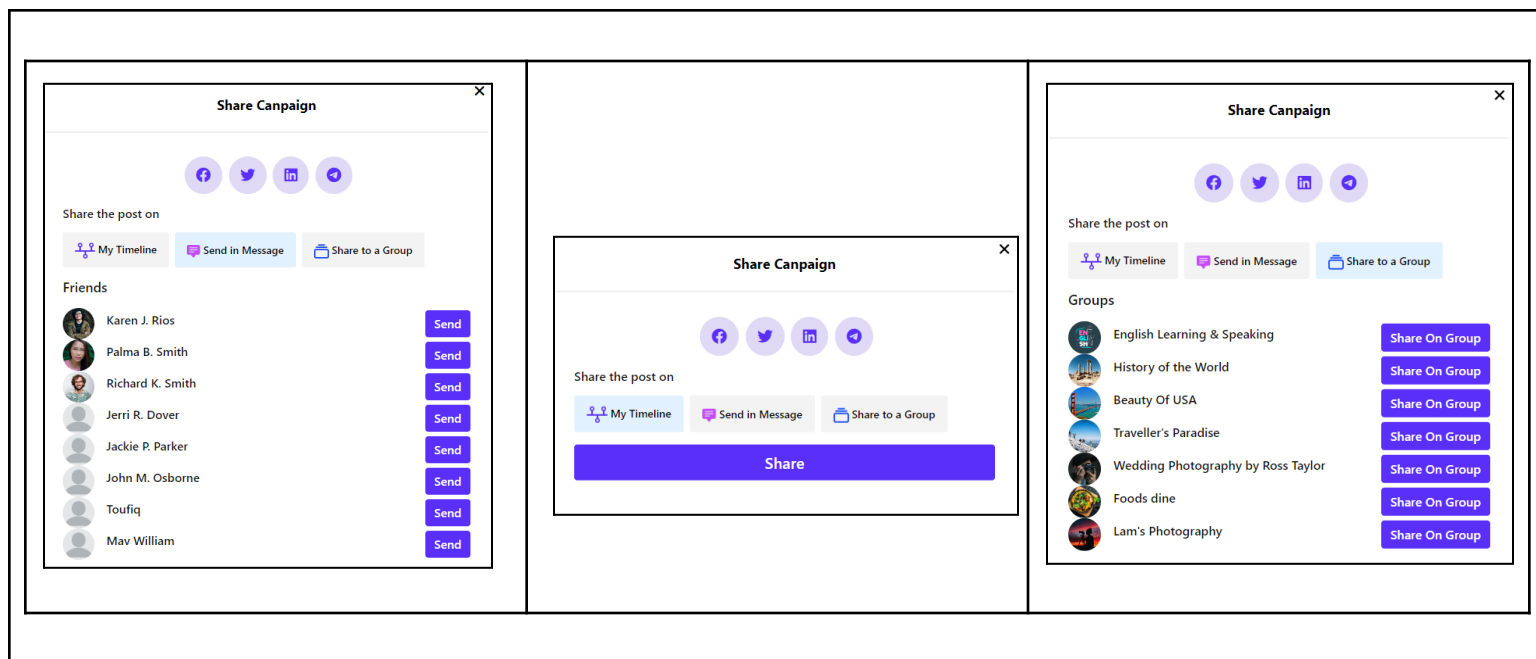 Share Canpaign
Share the post on
My Timeline Send in Message Share to a Group
Friends
Karen J. Rios Send
Palma B. Smith Send
Richard K. Smith Send
Jerri R. Dover Send
Jackie P. Parker Send
John M. Osborne Send
Toufiq Send
Mav William Send
Share Canpaign
Share the post on
My Timeline Send in Message Share to a Group
Share
Share Canpaign
Share the post on
My Timeline Send in Message Share to a Group
Groups
English Learning & Speaking Share On Group
History of the World Share On Group
Beauty Of USA Share On Group
Traveller's Paradise Share On Group
Wedding Photography by Ross Taylor Share On Group
Foods dine Share On Group
Lam's Photography Share On Group